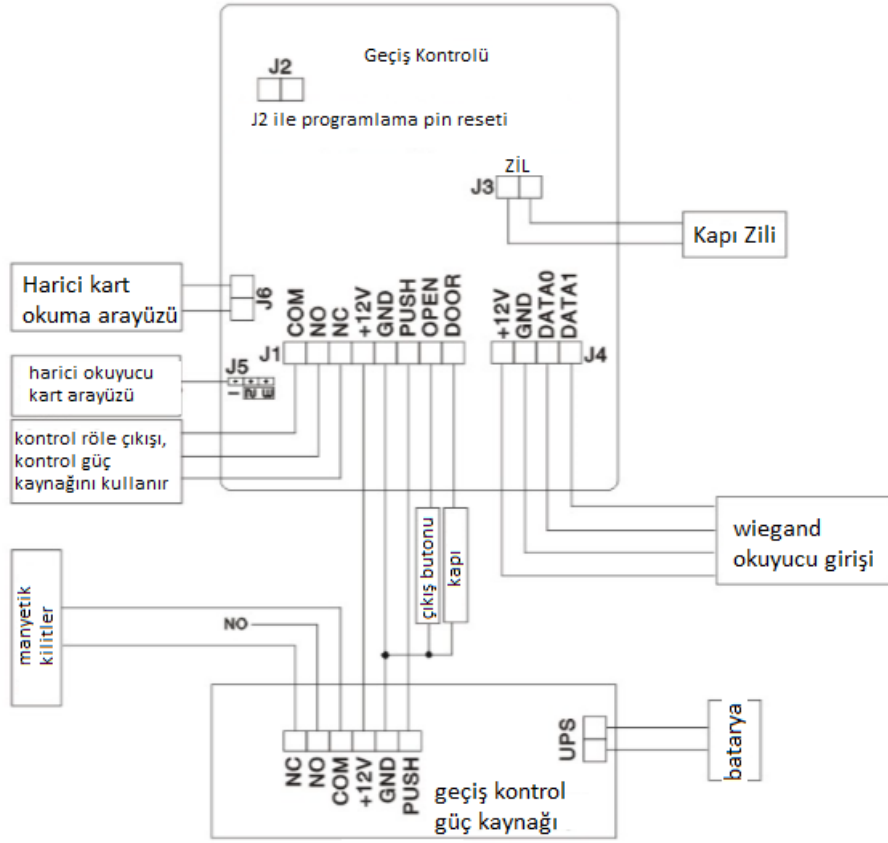 Geçiş Kontrolü
J2
J2 ile programlama pin reseti
ZİL
J3
Kapı Zili
Harici kart
okuma arayüzü
J6
J1
COM
NO
NC
+12V
GND
PUSH
OPEN
DOOR
+12V
GND
DATA0
DATA1
J4
J5
harici okuyucu
kart arayüzü
kontrol röle çıkışı,
kontrol güç
kaynağını kullanır
wiegand
okuyucu girişi
çıkış butonu
kapı
manyetik
kilitler
NO
NC
NO
COM
+12V
GND
PUSH
UPS
batarya
geçiş kontrol
güç kaynağı